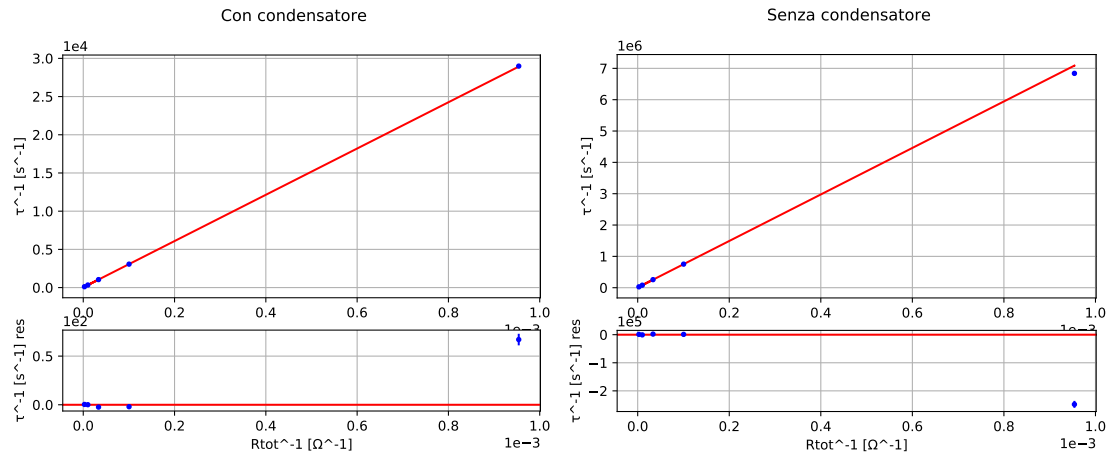 Con condensatore
1e4
3.0
2.5
2.0
1.5
1.0
0.5
0.0
τ^-1 [s^-1]
0.0 0.2 0.4 0.6 0.8 1.0
1e−3
1e2
0.5
0.0
τ^-1 [s^-1] res
0.0 0.2 0.4 0.6 0.8 1.0
Rtot^-1 [Ω^-1]
1e−3
Senza condensatore
1e6
7
6
5
4
3
2
1
0
τ^-1 [s^-1]
0.0 0.2 0.4 0.6 0.8 1.0
1e−3
1e5
0
−1
−2
τ^-1 [s^-1] res
0.0 0.2 0.4 0.6 0.8 1.0
Rtot^-1 [Ω^-1]
1e−3